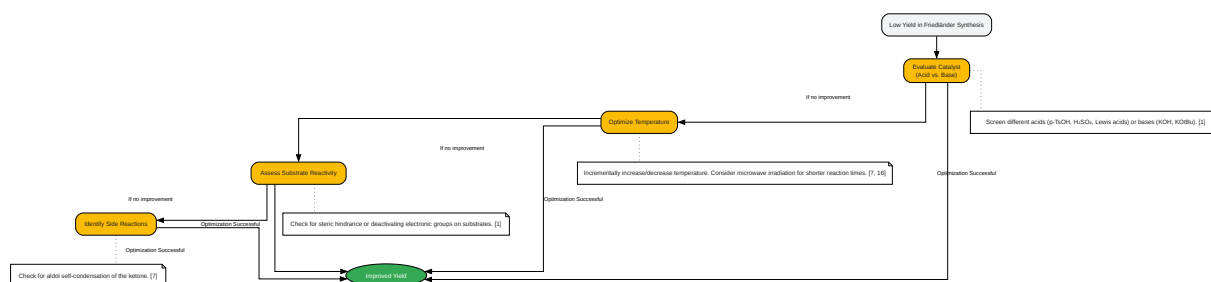 Low Yield in Friedländer Synthesis
Evaluate Catalyst
(Acid vs. Base)
If no improvement
Optimize Temperature
Screen different acids (p-TsOH, H₂SO₄, Lewis acids) or bases (KOH, KOtBu). [1]
If no improvement
Assess Substrate Reactivity
Incrementally increase/decrease temperature. Consider microwave irradiation for shorter reaction times. [7, 16]
Optimization Successful
If no improvement
Optimization Successful
Identify Side Reactions
Optimization Successful
Check for steric hindrance or deactivating electronic groups on substrates. [1]
Optimization Successful
Check for aldol self-condensation of the ketone. [7]
Improved Yield